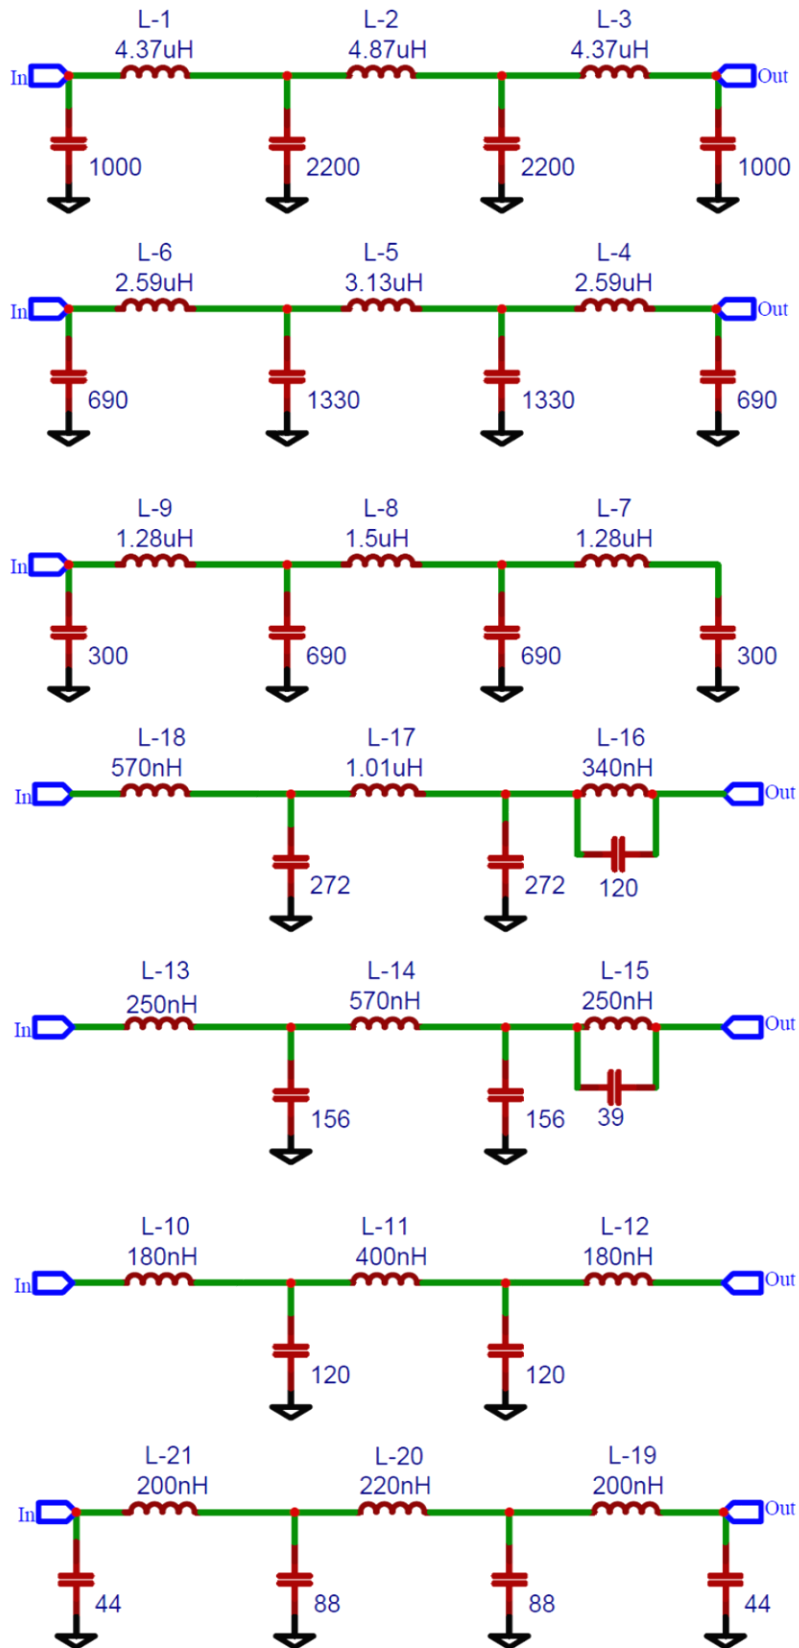 L-1 L-2 L-3
4.37uH 4.87uH 4.37uH
In Out
1000 2200 2200 1000
L-6 L-5 L-4
2.59uH 3.13uH 2.59uH
In Out
690 1330 1330 690
L-9 L-8 L-7
1.28uH 1.5uH 1.28uH
In
300 690 690 300
L-18 L-17 L-16
570nH 1.01uH 340nH
In Out
272 272 120
L-13 L-14 L-15
250nH 570nH 250nH
In Out
156 156 39
L-10 L-11 L-12
180nH 400nH 180nH
In Out
120 120
L-21 L-20 L-19
200nH 220nH 200nH
In Out
44 88 88 44